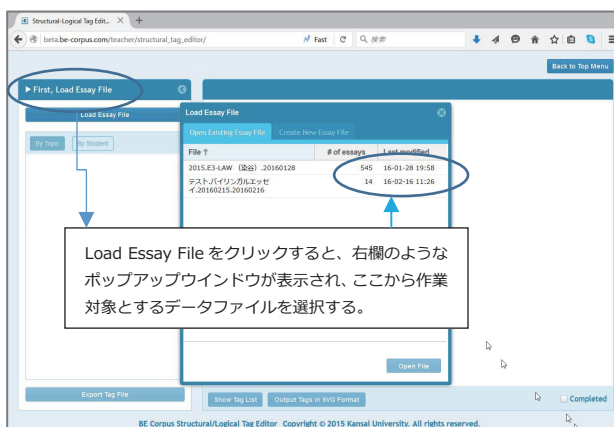 Structural-Logical Tag Edit...
beta.be-corpus.com/teacher/structural_tag_editor/
Fast
検索
Back to Top Menu
First, Load Essay File
Load Essay File
By Topic
By Student
Load Essay File
Open Existing Essay File
Create New Essay File
File ↑
# of essays
Last modified
2015.E3-LAW (染谷) .20160128
545
16-01-28 19:58
テスト.バイリンガルエッセ
イ.20160215.20160216
14
16-02-16 11:26
Load Essay File をクリックすると、右欄のような
ポップアップウインドウが表示され、ここから作業
対象とするデータファイルを選択する。
Open File
Export Tag File
Show Tag List
Output Tags in SVG Format
Completed
BE Corpus Structural/Logical Tag Editor Copyright © 2015 Kansai University. All rights reserved.